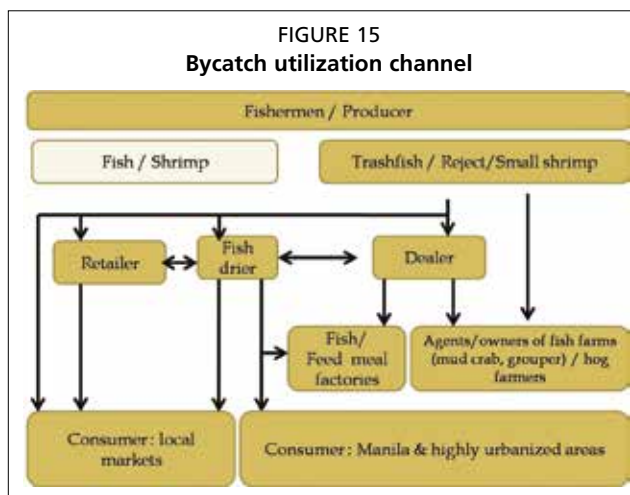 FIGURE 15
Bycatch utilization channel
Fishermen / Producer
Fish / Shrimp
Trashfish / Reject/Small shrimp
Retailer
Fish
drier
Dealer
Fish/
Feed meal
factories
Agents/owners of fish farms
(mud crab, grouper) / hog
farmers
Consumer: local
markets
Consumer: Manila & highly urbanized areas